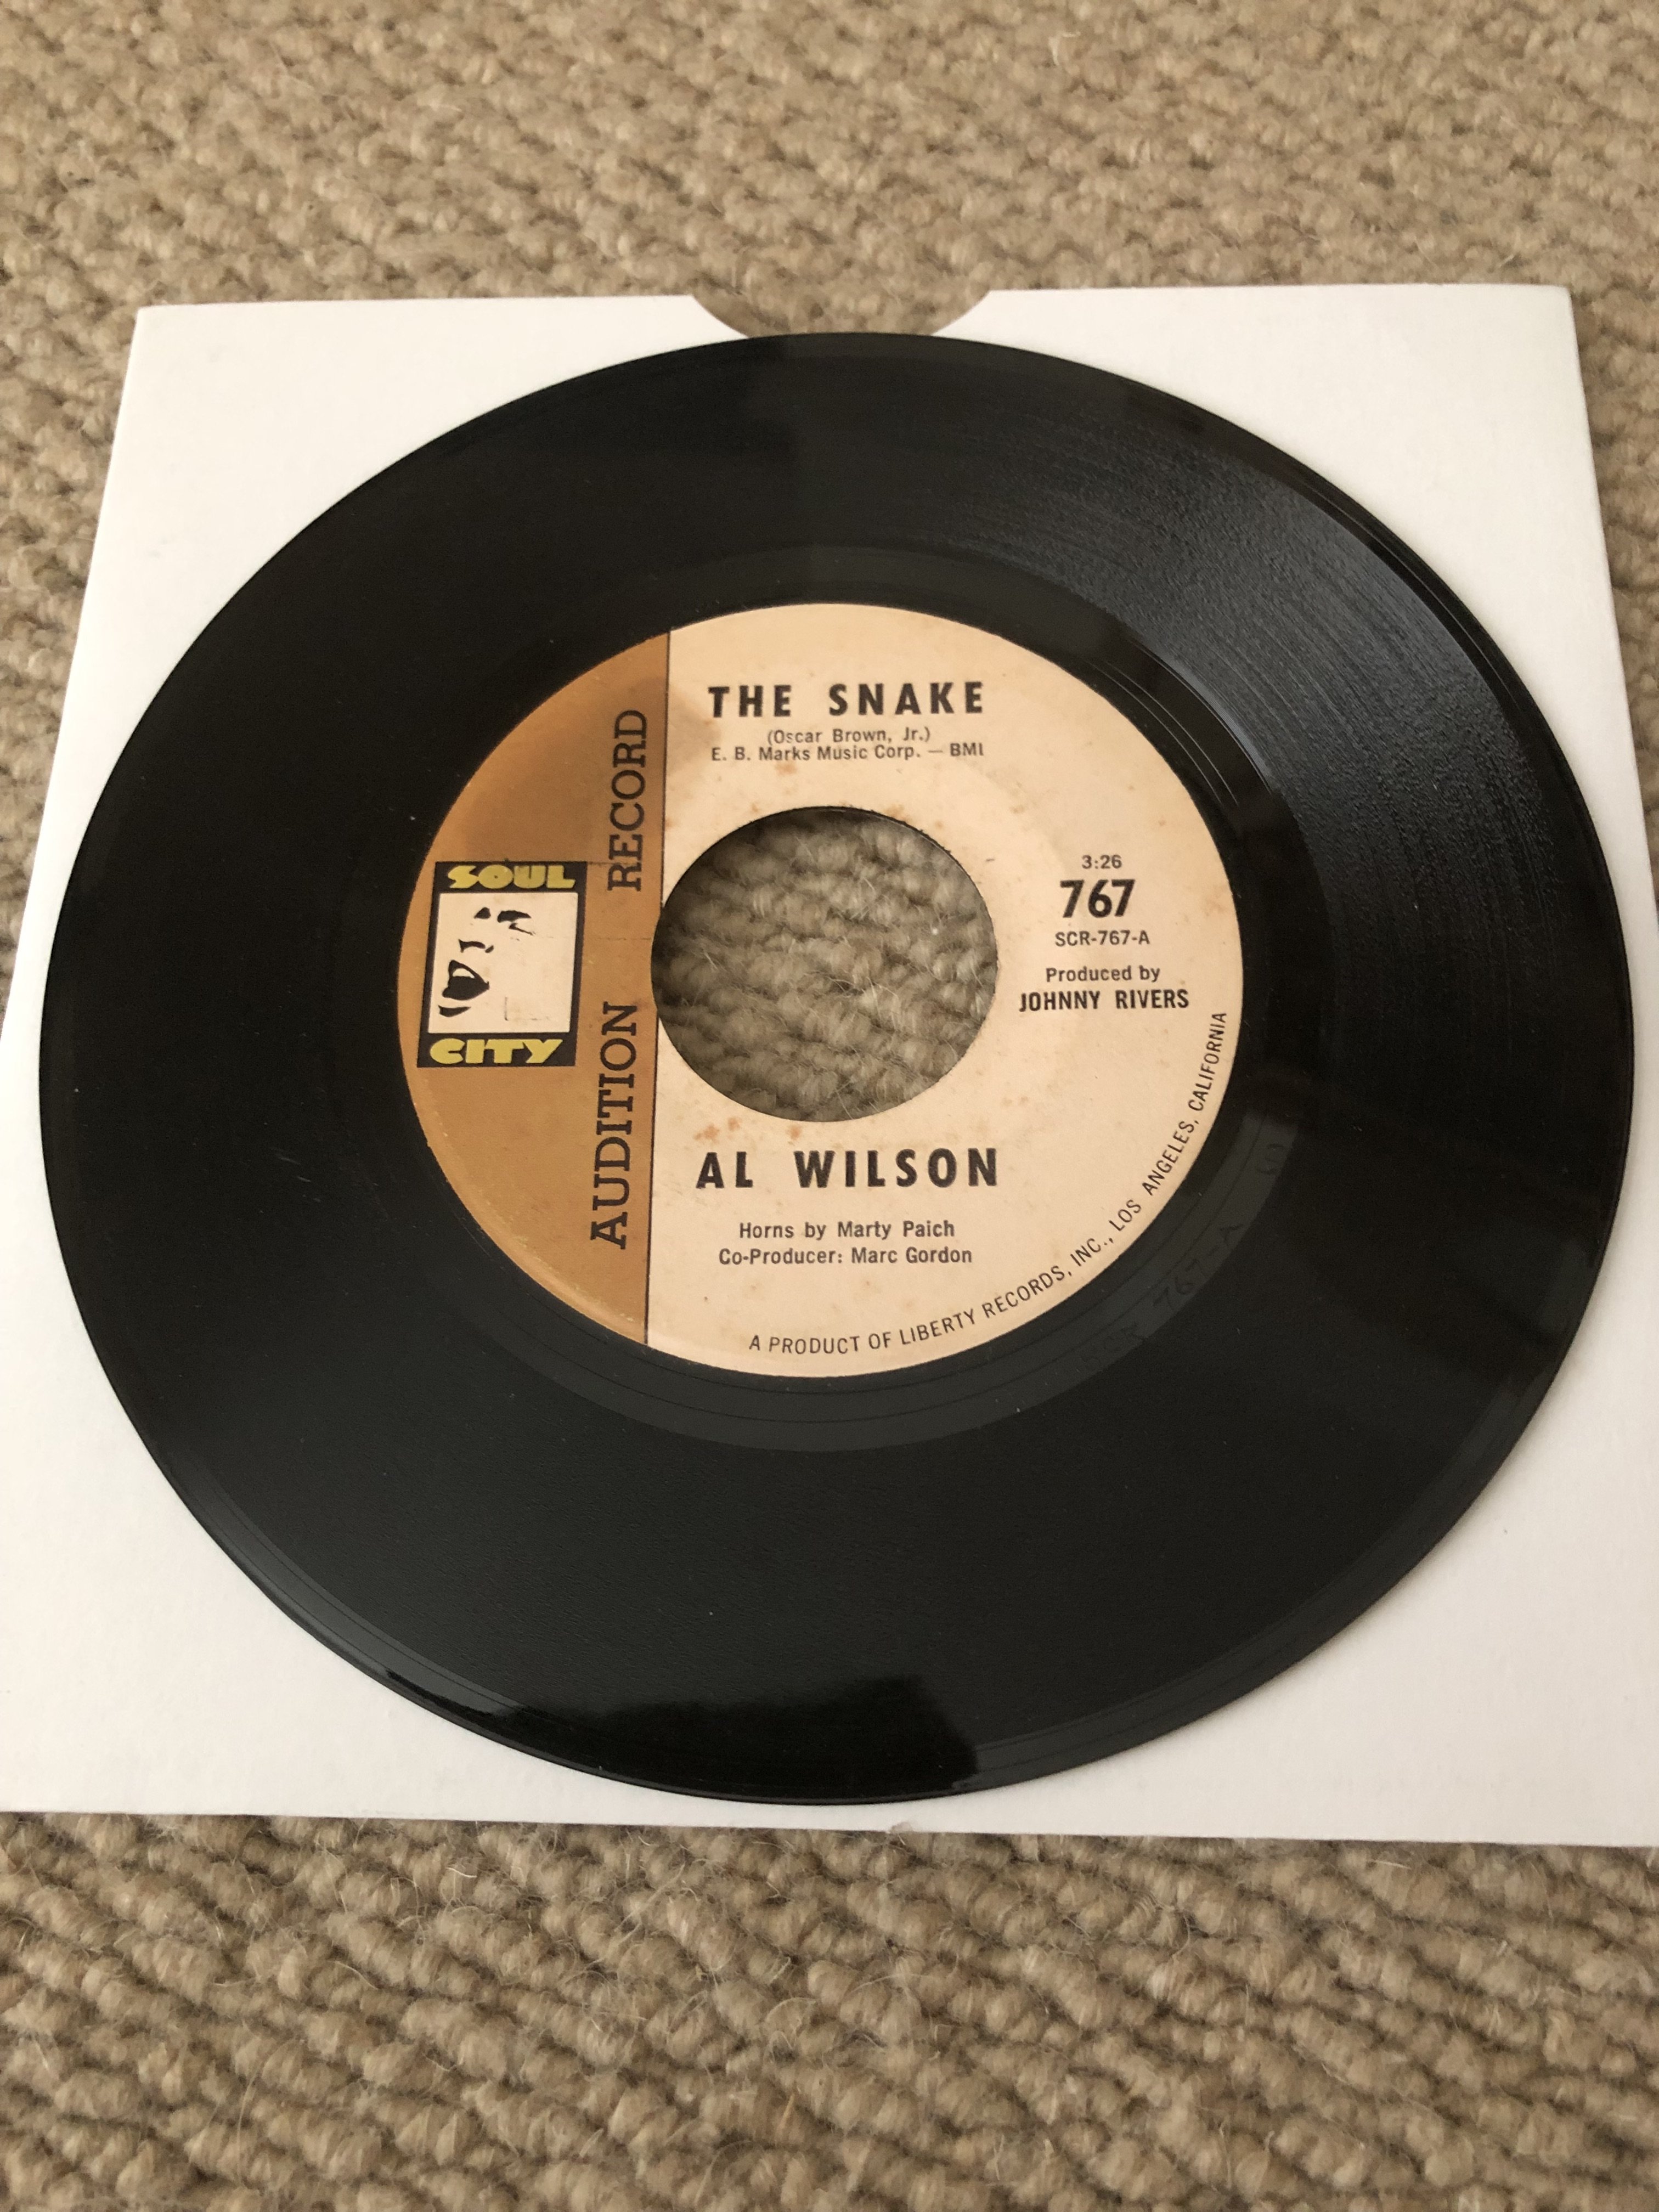 THE SNAKE
(Oscar Brown, Jr.)
E. B. Marks Music Corp. — BMI
SOUL
CITY
AUDITION RECORD
3:26
767
SCR-767-A
Produced by
JOHNNY RIVERS
AL WILSON
Horns by Marty Paich
Co-Producer: Marc Gordon
A PRODUCT OF LIBERTY RECORDS, INC., LOS ANGELES, CALIFORNIA
767-A